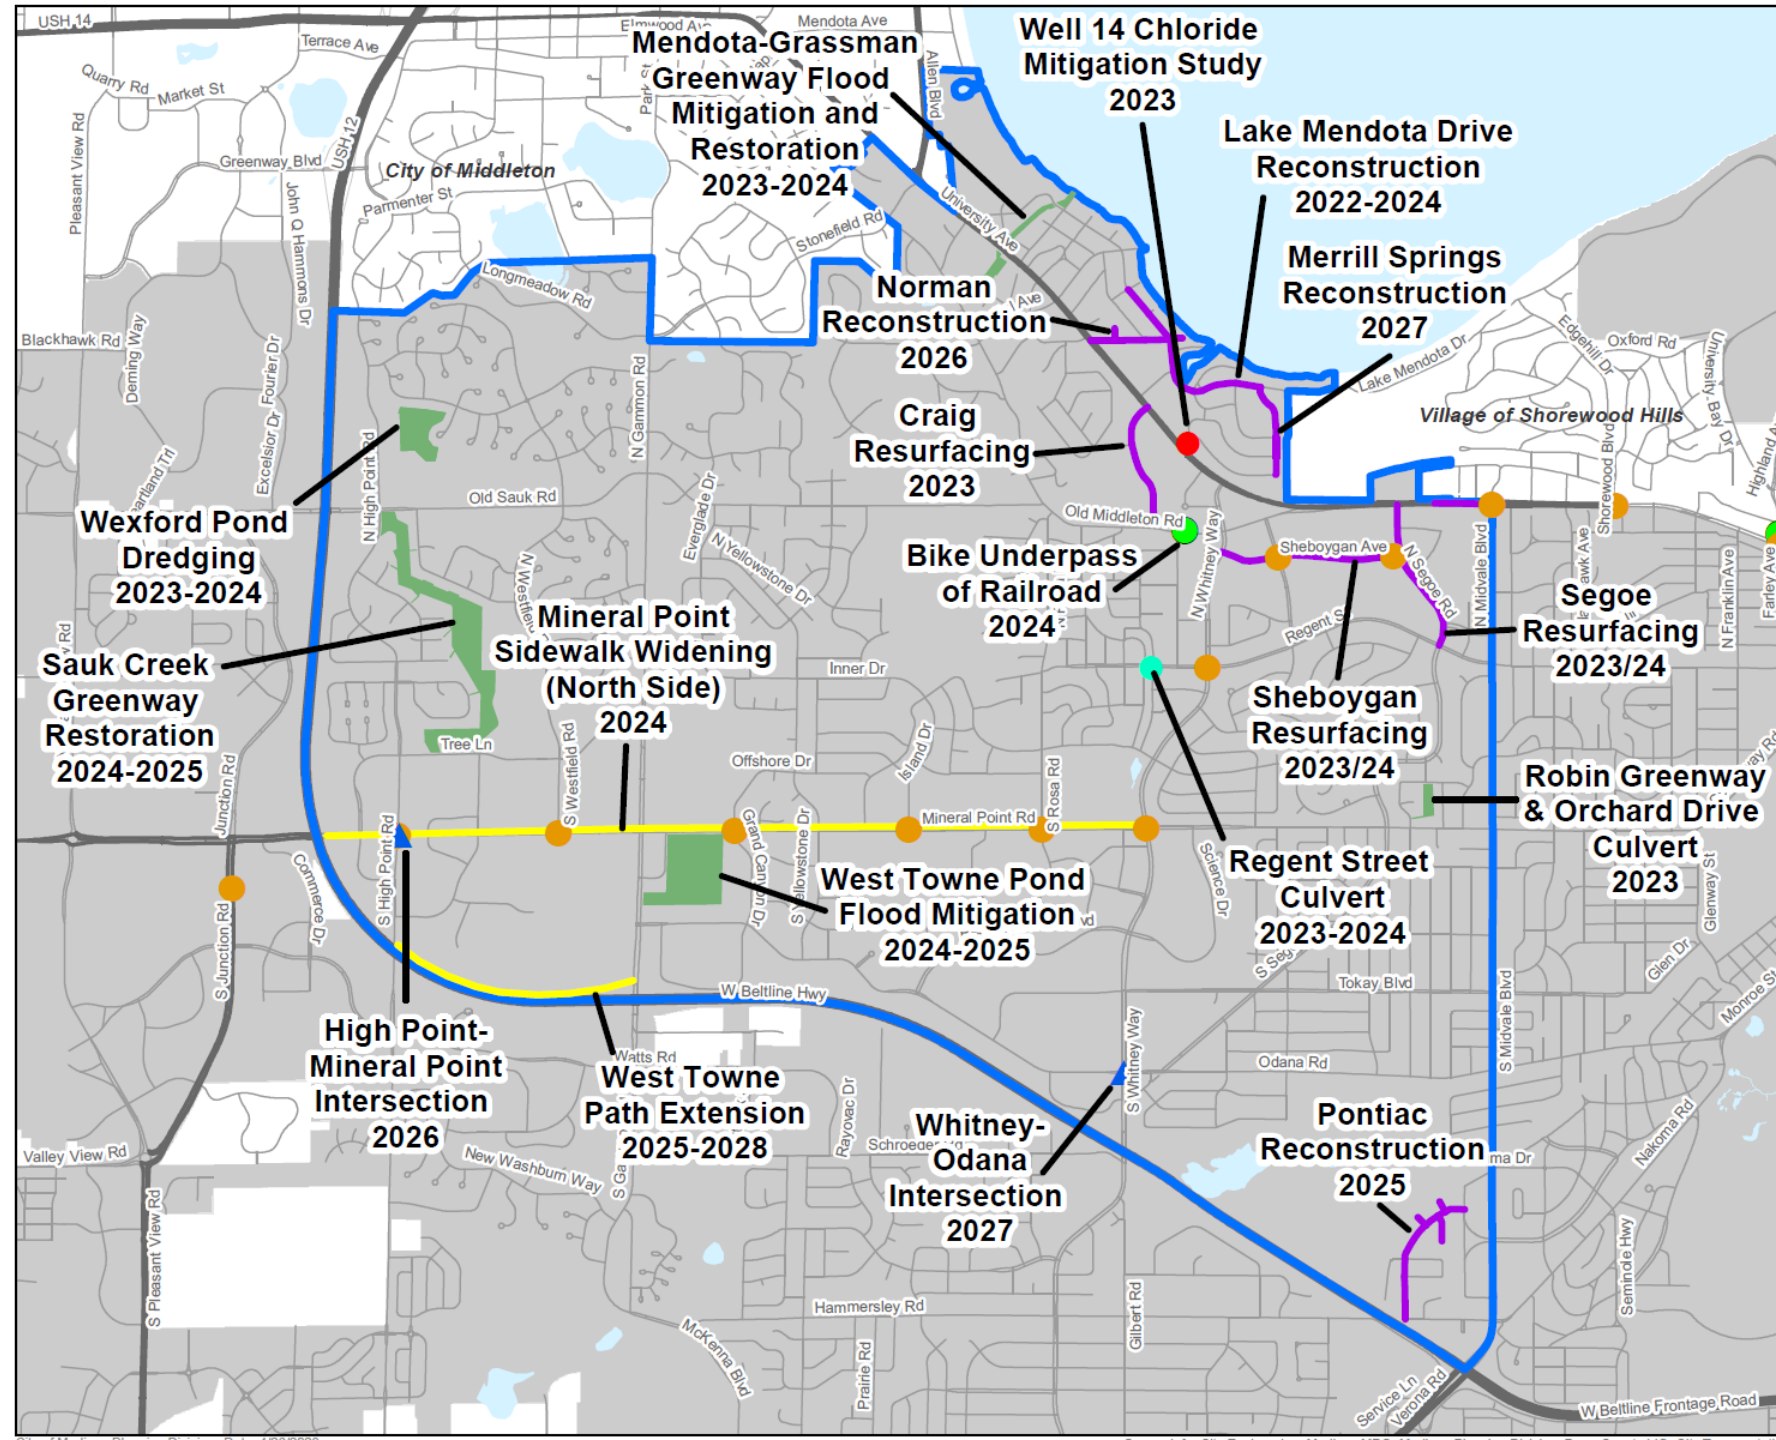 USH 14
Elmwood Ave
Mendota Ave
Terrace Ave
Allen Blvd
Quarry Rd
Market St
Pleasant View Rd
USH 12
Greenway Blvd
City of Middleton
Parmenter St
John Q Hammons Dr
Stonefield Rd
University Ave
Longmeadow Rd
Mendota-Grassman
Greenway Flood
Mitigation and
Restoration
2023-2024
Well 14 Chloride
Mitigation Study
2023
Lake Mendota Drive
Reconstruction
2022-2024
Merrill Springs
Reconstruction
2027
Norman
Reconstruction
2026
Craig
Resurfacing
2023
Blackhawk Rd
Deming Way
Fourier Dr
Excelsior Dr
N High Point Rd
N Gammon Rd
Old Sauk Rd
Everglade Dr
N Yellowstone Dr
Lake Mendota Dr
Edgehill Dr
Oxford Rd
University Bay Dr
Village of Shorewood Hills
Shorewood Blvd
Old Middleton Rd
N Whitney Way
Sheboygan Ave
N Segoe Rd
N Midvale Blvd
N Franklin Ave
Farley Ave
Wexford Pond
Dredging
2023-2024
Bike Underpass
of Railroad
2024
Segoe
Resurfacing
2023/24
Sauk Creek
Greenway
Restoration
2024-2025
Mineral Point
Sidewalk Widening
(North Side)
2024
Inner Dr
Tree Ln
S Westfield Rd
Offshore Dr
Island Dr
S Rosa Rd
Mineral Point Rd
Sheboygan
Resurfacing
2023/24
Robin Greenway
& Orchard Drive
Culvert
2023
Junction Rd
S Junction Rd
Commerce Dr
S High Point Rd
Grand Canyon Dr
S Yellowstone Dr
Science Dr
West Towne Pond
Flood Mitigation
2024-2025
Regent Street
Culvert
2023-2024
Glenway St
Glen Dr
Monroe St
Tokay Blvd
W Beltline Hwy
S Whitney Way
Odana Rd
S Midvale Blvd
High Point-
Mineral Point
Intersection
2026
Watts Rd
West Towne
Path Extension
2025-2028
Whitney-
Odana
Intersection
2027
Pontiac
Reconstruction
2025
Rayovac Dr
Schroeder Rd
Nakoma Rd
Valley View Rd
New Washburn Way
S Pleasant View Rd
Seminole Hwy
Hammersley Rd
McKenna Blvd
Prairie Rd
Gilbert Rd
Service Ln
Verona Rd
W Beltline Frontage Road